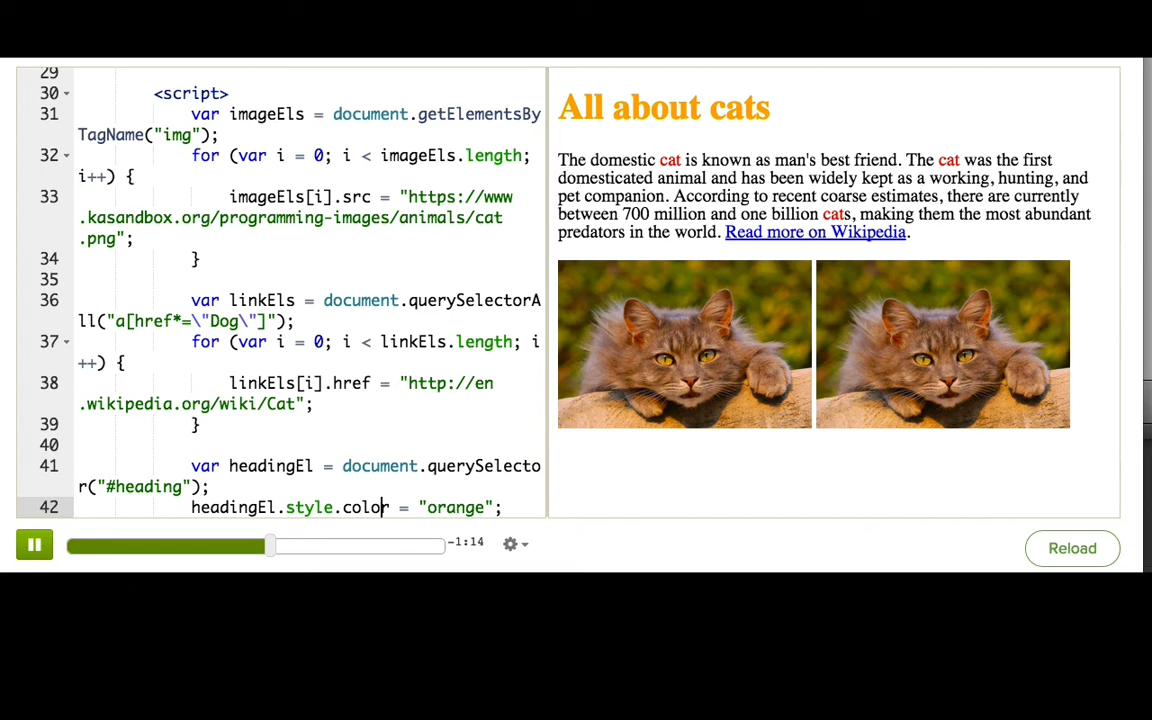 29
30 <script>
31 var imageEls = document.getElementsBy
TagName("img");
32 for (var i = 0; i < imageEls.length;
i++) {
33 imageEls[i].src = "https://www
.kasandbox.org/programming-images/animals/cat
.png";
34 }
35
36 var linkEls = document.querySelectorA
ll("a[href*=\"Dog\"]");
37 for (var i = 0; i < linkEls.length; i
++) {
38 linkEls[i].href = "http://en
.wikipedia.org/wiki/Cat";
39 }
40
41 var headingEl = document.querySelecto
r("#heading");
42 headingEl.style.color = "orange";
All about cats
The domestic cat is known as man's best friend. The cat was the first
domesticated animal and has been widely kept as a working, hunting, and
pet companion. According to recent coarse estimates, there are currently
between 700 million and one billion cats, making them the most abundant
predators in the world. Read more on Wikipedia.
-1:14
Reload